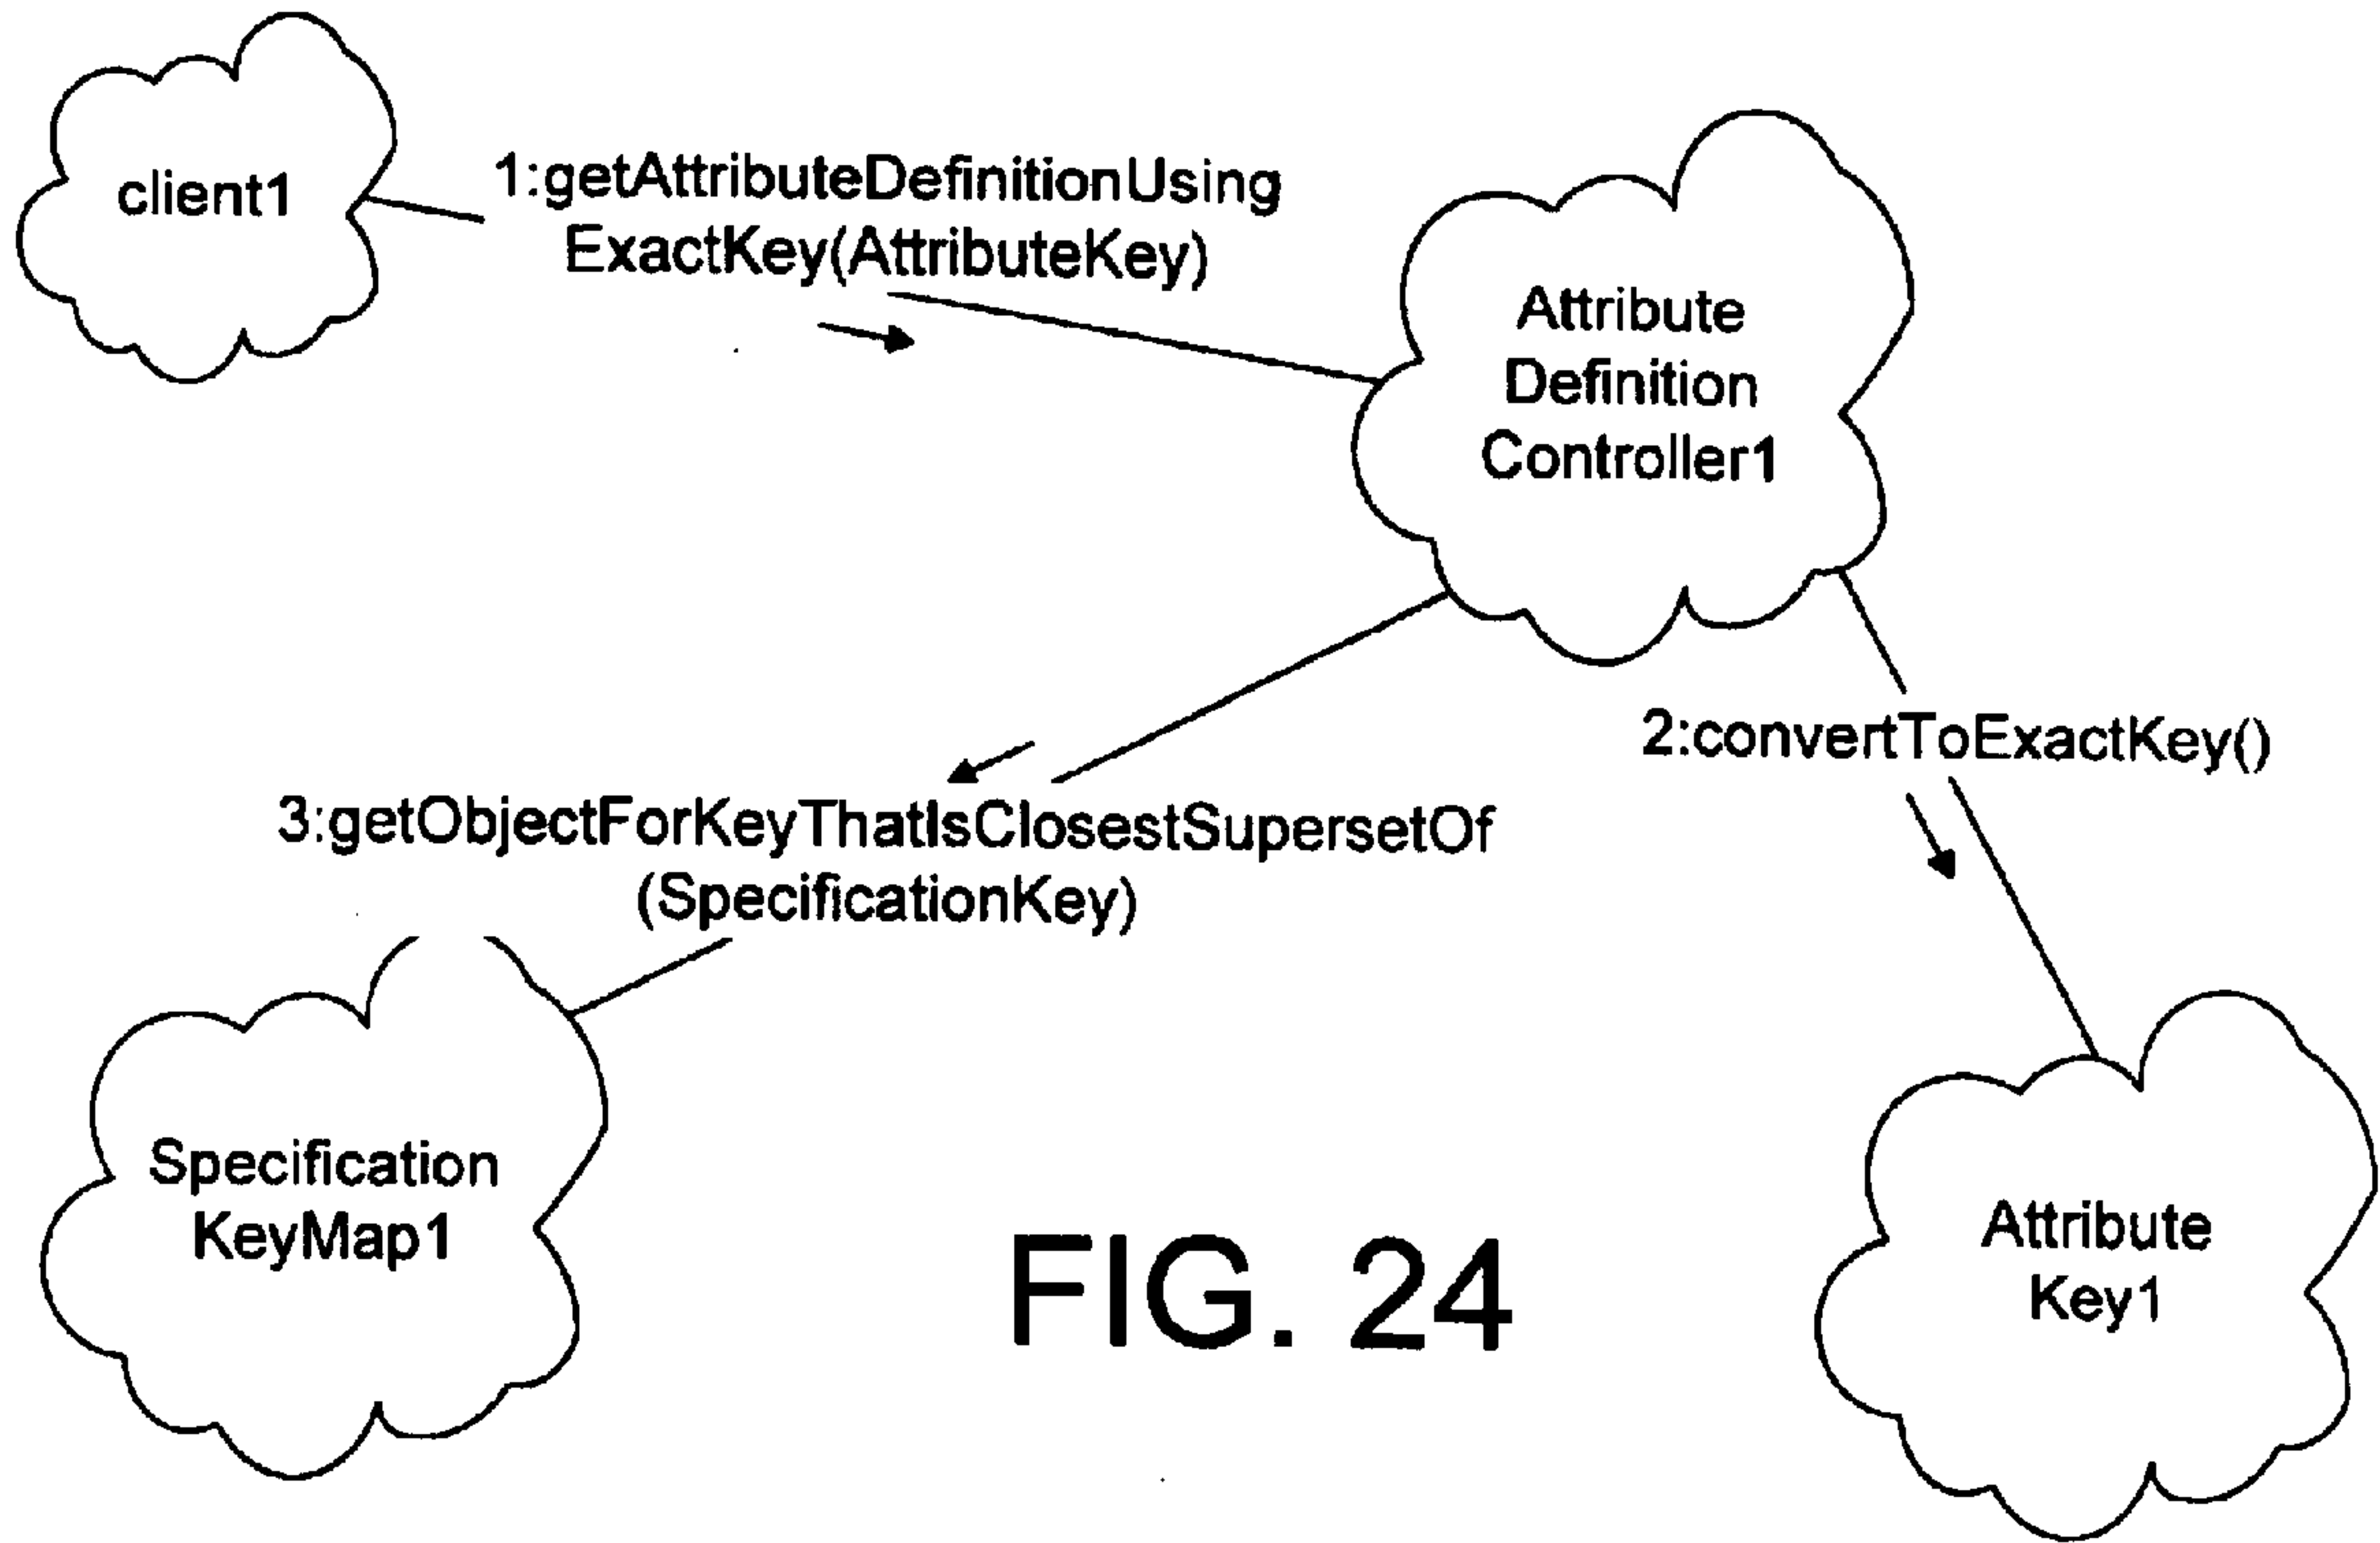 client1
1:getAttributeDefinitionUsing
ExactKey(AttributeKey)
Attribute
Definition
Controller1
2:convertToExactKey()
3:getObjectForKeyThatIsClosestSupersetOf
(SpecificationKey)
Specification
KeyMap1
Attribute
Key1
FIG. 24